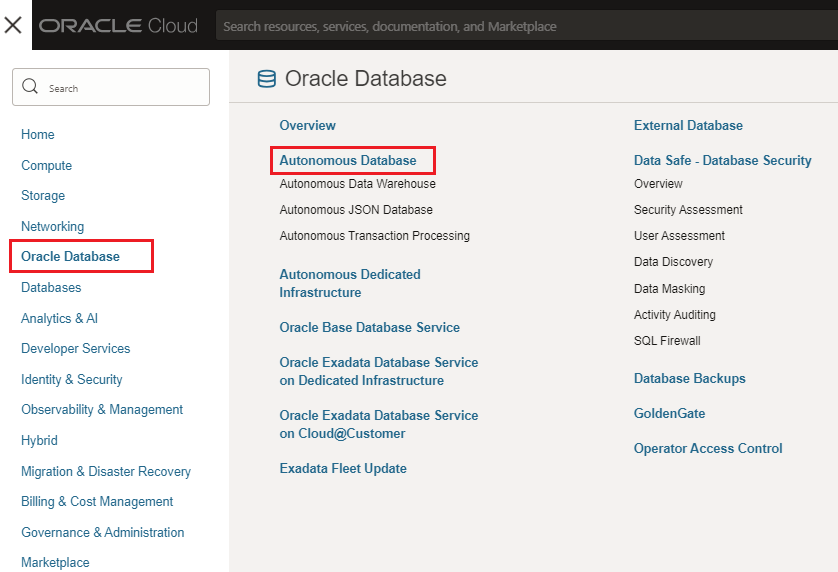 ORACLE Cloud
Search resources, services, documentation, and Marketplace
Search
Home
Compute
Storage
Networking
Oracle Database
Databases
Analytics & AI
Developer Services
Identity & Security
Observability & Management
Hybrid
Migration & Disaster Recovery
Billing & Cost Management
Governance & Administration
Marketplace
Oracle Database
Overview
Autonomous Database
Autonomous Data Warehouse
Autonomous JSON Database
Autonomous Transaction Processing
Autonomous Dedicated
Infrastructure
Oracle Base Database Service
Oracle Exadata Database Service
on Dedicated Infrastructure
Oracle Exadata Database Service
on Cloud@Customer
Exadata Fleet Update
External Database
Data Safe - Database Security
Overview
Security Assessment
User Assessment
Data Discovery
Data Masking
Activity Auditing
SQL Firewall
Database Backups
GoldenGate
Operator Access Control